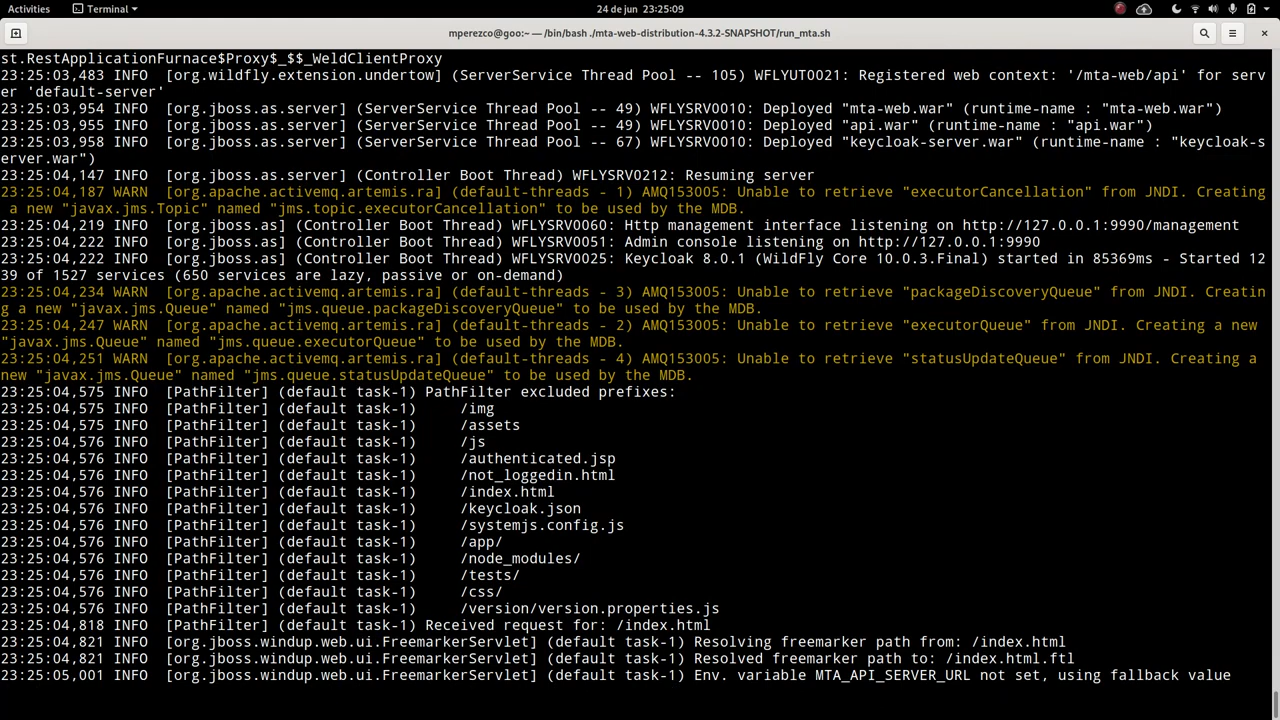 Activities
Terminal
24 de jun 23:25:09
mperezco@goo:~ — /bin/bash ./mta-web-distribution-4.3.2-SNAPSHOT/run_mta.sh
st.RestApplicationFurnace$Proxy$_$$_WeldClientProxy
23:25:03,483 INFO  [org.wildfly.extension.undertow] (ServerService Thread Pool -- 105) WFLYUT0021: Registered web context: '/mta-web/api' for serv
er 'default-server'
23:25:03,954 INFO  [org.jboss.as.server] (ServerService Thread Pool -- 49) WFLYSRV0010: Deployed "mta-web.war" (runtime-name : "mta-web.war")
23:25:03,955 INFO  [org.jboss.as.server] (ServerService Thread Pool -- 49) WFLYSRV0010: Deployed "api.war" (runtime-name : "api.war")
23:25:03,958 INFO  [org.jboss.as.server] (ServerService Thread Pool -- 67) WFLYSRV0010: Deployed "keycloak-server.war" (runtime-name : "keycloak-s
erver.war")
23:25:04,147 INFO  [org.jboss.as.server] (Controller Boot Thread) WFLYSRV0212: Resuming server
23:25:04,187 WARN  [org.apache.activemq.artemis.ra] (default-threads - 1) AMQ153005: Unable to retrieve "executorCancellation" from JNDI. Creating
 a new "javax.jms.Topic" named "jms.topic.executorCancellation" to be used by the MDB.
23:25:04,219 INFO  [org.jboss.as] (Controller Boot Thread) WFLYSRV0060: Http management interface listening on http://127.0.0.1:9990/management
23:25:04,222 INFO  [org.jboss.as] (Controller Boot Thread) WFLYSRV0051: Admin console listening on http://127.0.0.1:9990
23:25:04,222 INFO  [org.jboss.as] (Controller Boot Thread) WFLYSRV0025: Keycloak 8.0.1 (WildFly Core 10.0.3.Final) started in 85369ms - Started 12
39 of 1527 services (650 services are lazy, passive or on-demand)
23:25:04,234 WARN  [org.apache.activemq.artemis.ra] (default-threads - 3) AMQ153005: Unable to retrieve "packageDiscoveryQueue" from JNDI. Creatin
g a new "javax.jms.Queue" named "jms.queue.packageDiscoveryQueue" to be used by the MDB.
23:25:04,247 WARN  [org.apache.activemq.artemis.ra] (default-threads - 2) AMQ153005: Unable to retrieve "executorQueue" from JNDI. Creating a new 
"javax.jms.Queue" named "jms.queue.executorQueue" to be used by the MDB.
23:25:04,251 WARN  [org.apache.activemq.artemis.ra] (default-threads - 4) AMQ153005: Unable to retrieve "statusUpdateQueue" from JNDI. Creating a 
new "javax.jms.Queue" named "jms.queue.statusUpdateQueue" to be used by the MDB.
23:25:04,575 INFO  [PathFilter] (default task-1) PathFilter excluded prefixes:
23:25:04,575 INFO  [PathFilter] (default task-1)     /img
23:25:04,575 INFO  [PathFilter] (default task-1)     /assets
23:25:04,576 INFO  [PathFilter] (default task-1)     /js
23:25:04,576 INFO  [PathFilter] (default task-1)     /authenticated.jsp
23:25:04,576 INFO  [PathFilter] (default task-1)     /not_loggedin.html
23:25:04,576 INFO  [PathFilter] (default task-1)     /index.html
23:25:04,576 INFO  [PathFilter] (default task-1)     /keycloak.json
23:25:04,576 INFO  [PathFilter] (default task-1)     /systemjs.config.js
23:25:04,576 INFO  [PathFilter] (default task-1)     /app/
23:25:04,576 INFO  [PathFilter] (default task-1)     /node_modules/
23:25:04,576 INFO  [PathFilter] (default task-1)     /tests/
23:25:04,576 INFO  [PathFilter] (default task-1)     /css/
23:25:04,576 INFO  [PathFilter] (default task-1)     /version/version.properties.js
23:25:04,818 INFO  [PathFilter] (default task-1) Received request for: /index.html
23:25:04,821 INFO  [org.jboss.windup.web.ui.FreemarkerServlet] (default task-1) Resolving freemarker path from: /index.html
23:25:04,821 INFO  [org.jboss.windup.web.ui.FreemarkerServlet] (default task-1) Resolved freemarker path to: /index.html.ftl
23:25:05,001 INFO  [org.jboss.windup.web.ui.FreemarkerServlet] (default task-1) Env. variable MTA_API_SERVER_URL not set, using fallback value